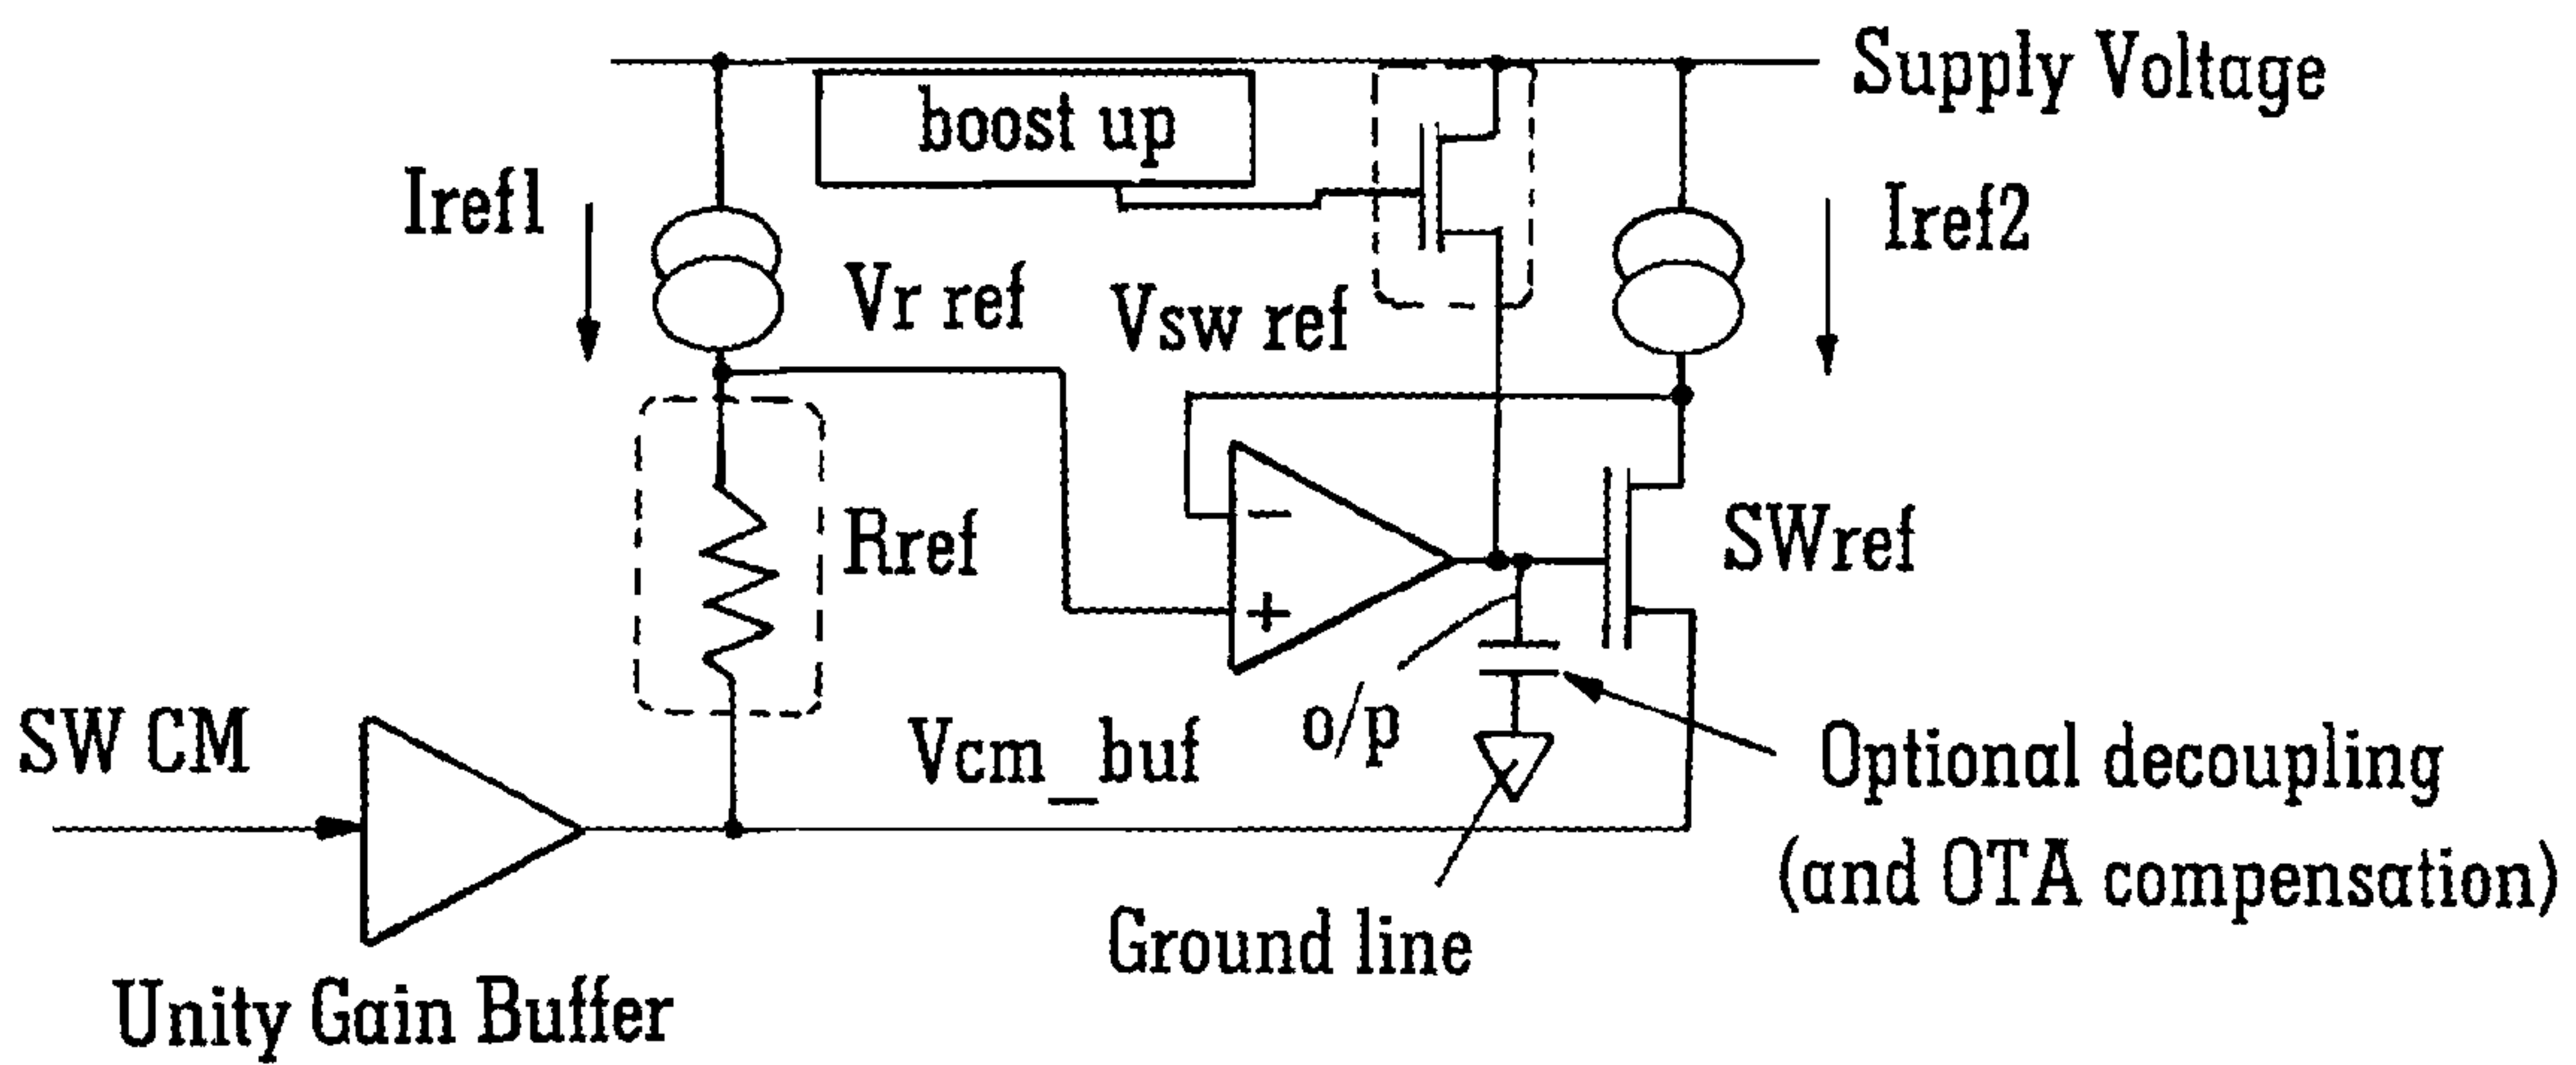 Supply Voltage
boost up
Iref1
Iref2
Vr ref
Vsw ref
Rref
SWref
−
+
SW CM
Vcm_buf
o/p
Optional decoupling
(and OTA compensation)
Ground line
Unity Gain Buffer